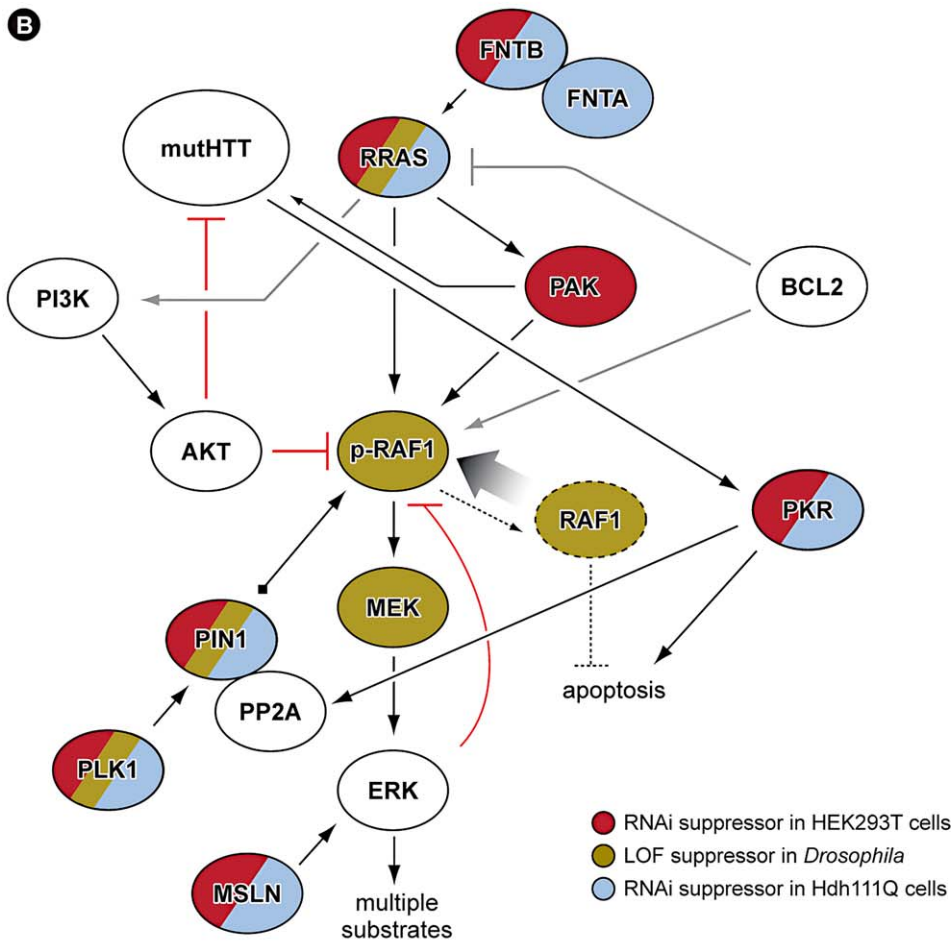 B
FNTB
FNTA
mutHTT
RRAS
PI3K
PAK
BCL2
AKT
p-RAF1
RAF1
PKR
MEK
PIN1
PP2A
apoptosis
PLK1
ERK
MSLN
multiple
substrates
RNAi suppressor in HEK293T cells
LOF suppressor in Drosophila
RNAi suppressor in Hdh111Q cells